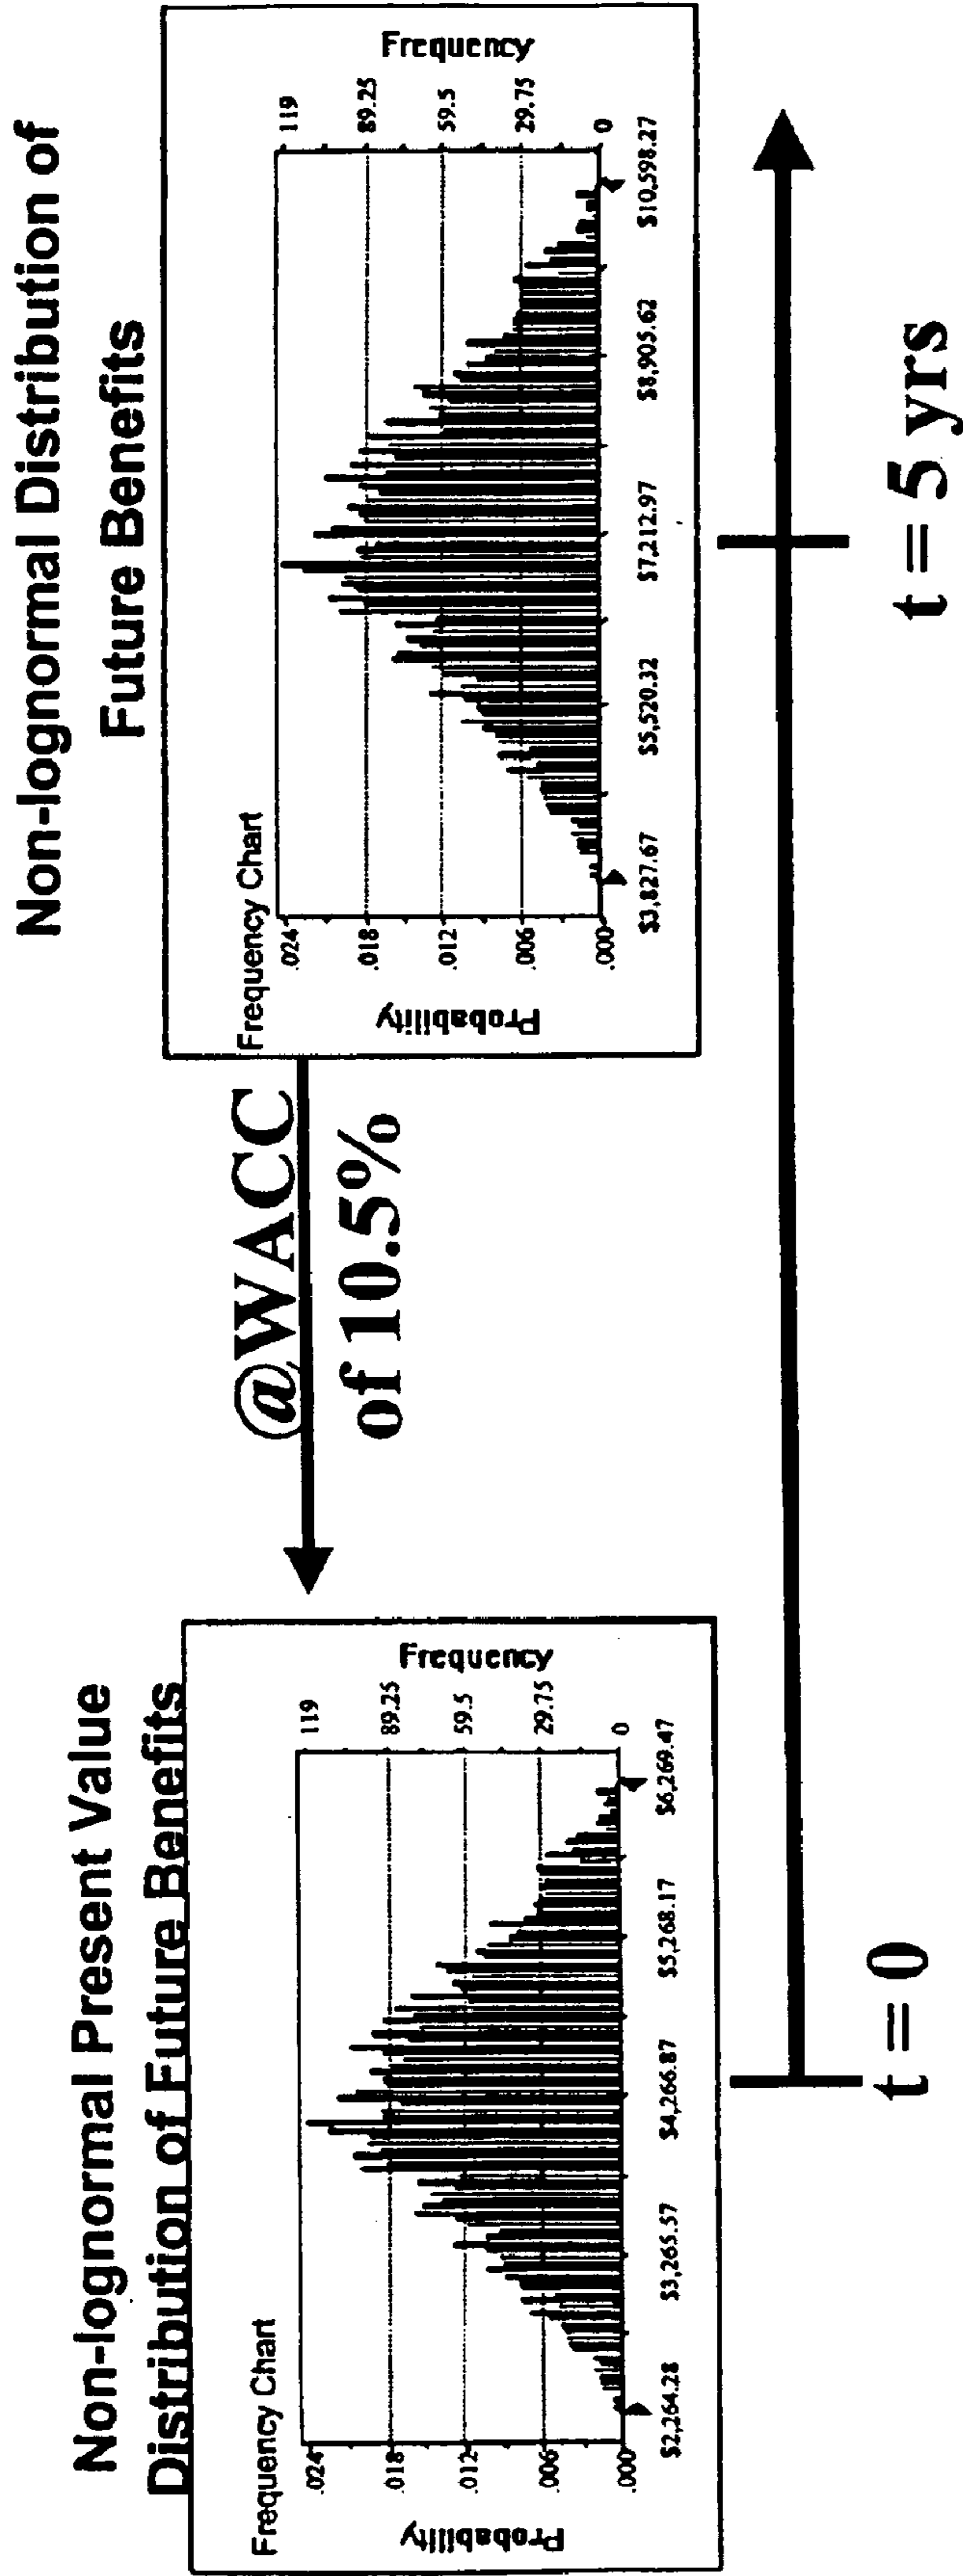 Non-lognormal Present Value
Distribution of Future Benefits
Frequency Chart
.024
.018
.012
.006
.000
Probability
119
89.25
59.5
29.75
0
Frequency
$2,264.28
$3,265.57
$4,266.87
$5,268.17
$6,269.47
@WACC
of 10.5%
Non-lognormal Distribution of
Future Benefits
Frequency Chart
.024
.018
.012
.006
.000
Probability
119
89.25
59.5
29.75
0
Frequency
$3,827.67
$5,520.32
$7,212.97
$8,905.62
$10,598.27
t = 0
t = 5 yrs